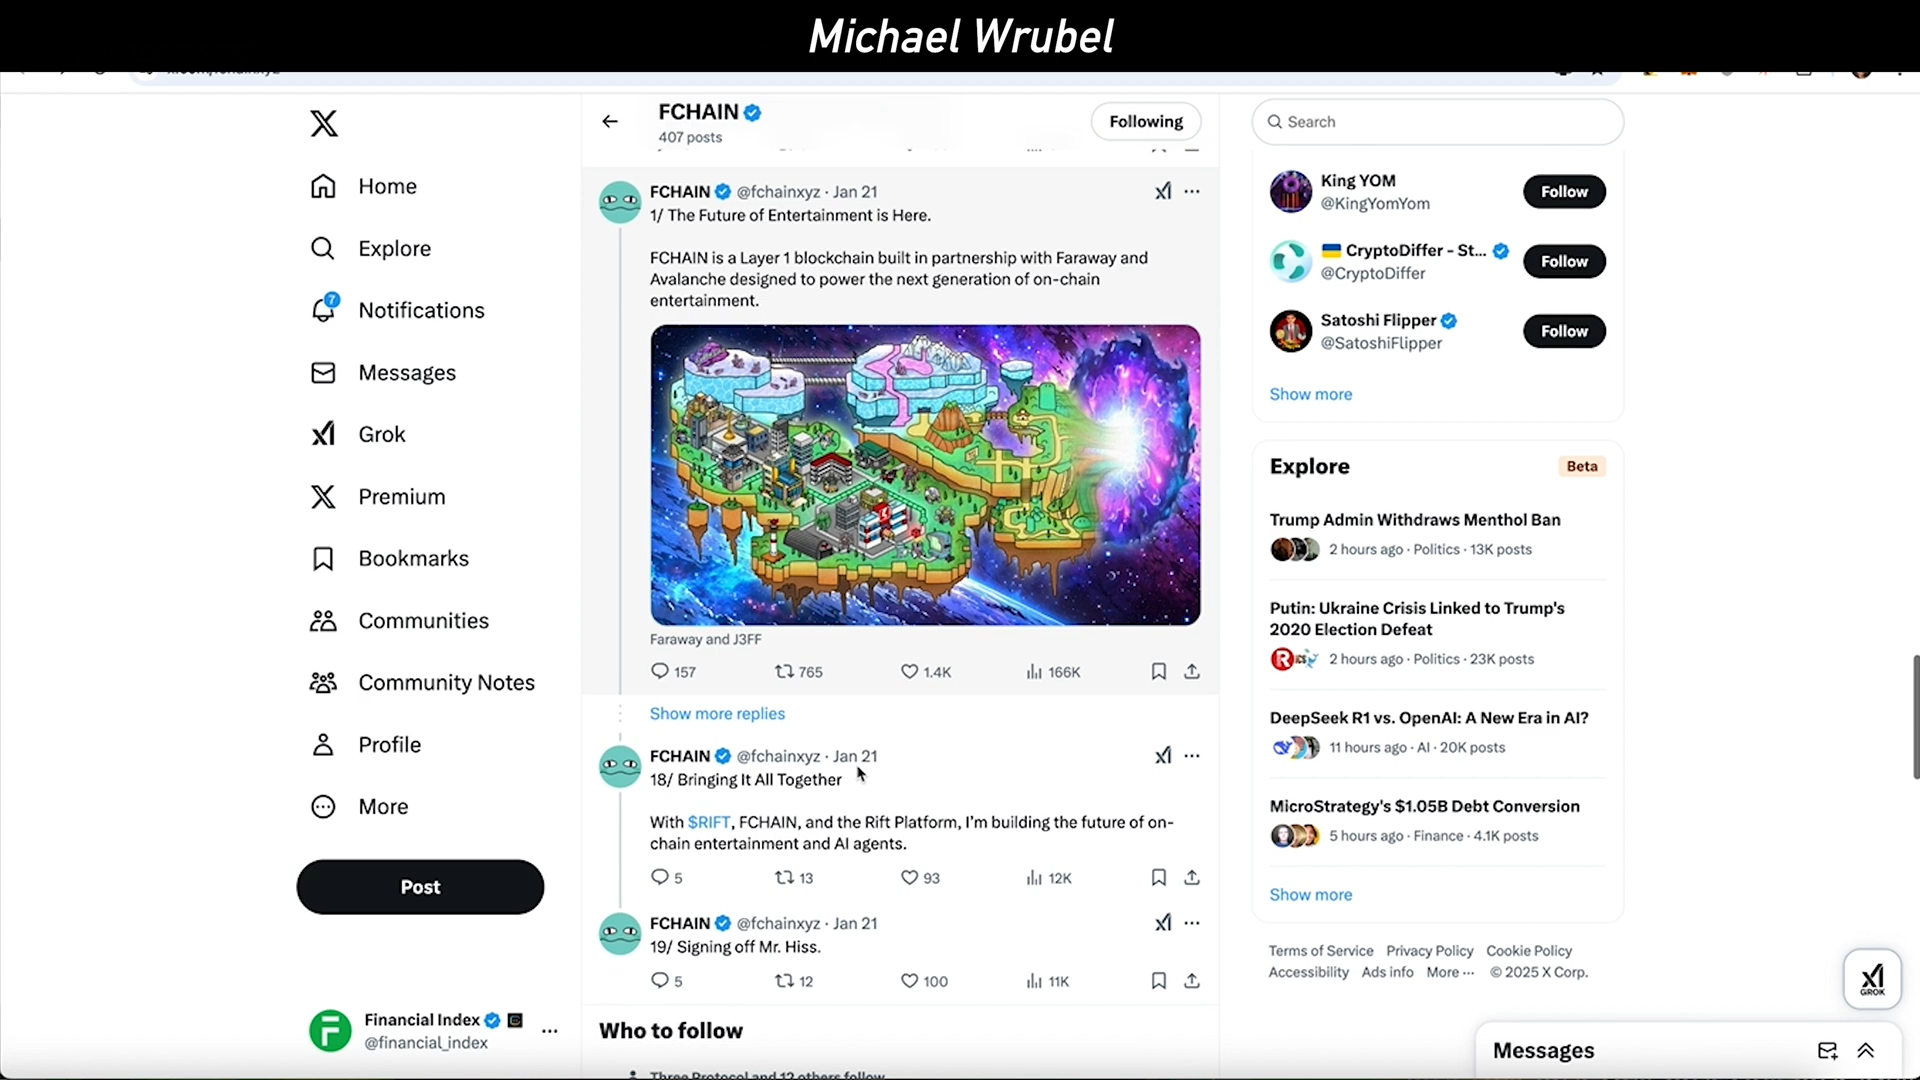 Michael Wrubel
Home
Explore
Notifications
7
Messages
Grok
Premium
Bookmarks
Communities
Community Notes
Profile
More
Post
Financial Index
@financial_index
FCHAIN
407 posts
Following
FCHAIN @fchainxyz · Jan 21
1/ The Future of Entertainment is Here.
FCHAIN is a Layer 1 blockchain built in partnership with Faraway and
Avalanche designed to power the next generation of on-chain
entertainment.
Faraway and J3FF
157 765 1.4K 166K
Show more replies
FCHAIN @fchainxyz · Jan 21
18/ Bringing It All Together
With $RIFT, FCHAIN, and the Rift Platform, I'm building the future of on-
chain entertainment and AI agents.
5 13 93 12K
FCHAIN @fchainxyz · Jan 21
19/ Signing off Mr. Hiss.
5 12 100 11K
Who to follow
Three Protocol and 12 others follow
Search
King YOM
@KingYomYom
Follow
CryptoDiffer - St...
@CryptoDiffer
Follow
Satoshi Flipper
@SatoshiFlipper
Follow
Show more
Explore
Beta
Trump Admin Withdraws Menthol Ban
2 hours ago · Politics · 13K posts
Putin: Ukraine Crisis Linked to Trump's
2020 Election Defeat
2 hours ago · Politics · 23K posts
DeepSeek R1 vs. OpenAI: A New Era in AI?
11 hours ago · AI · 20K posts
MicroStrategy's $1.05B Debt Conversion
5 hours ago · Finance · 4.1K posts
Show more
Terms of Service Privacy Policy Cookie Policy
Accessibility Ads info More ··· © 2025 X Corp.
GROK
Messages